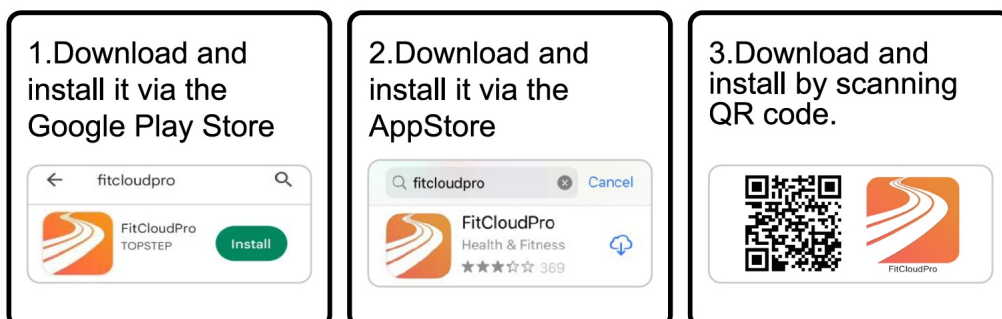 1.Download and
install it via the
Google Play Store
fitcloudpro
FitCloudPro
TOPSTEP
Install
2.Download and
install it via the
AppStore
fitcloudpro
Cancel
FitCloudPro
Health & Fitness
369
3.Download and
install by scanning
QR code.
FitCloudPro